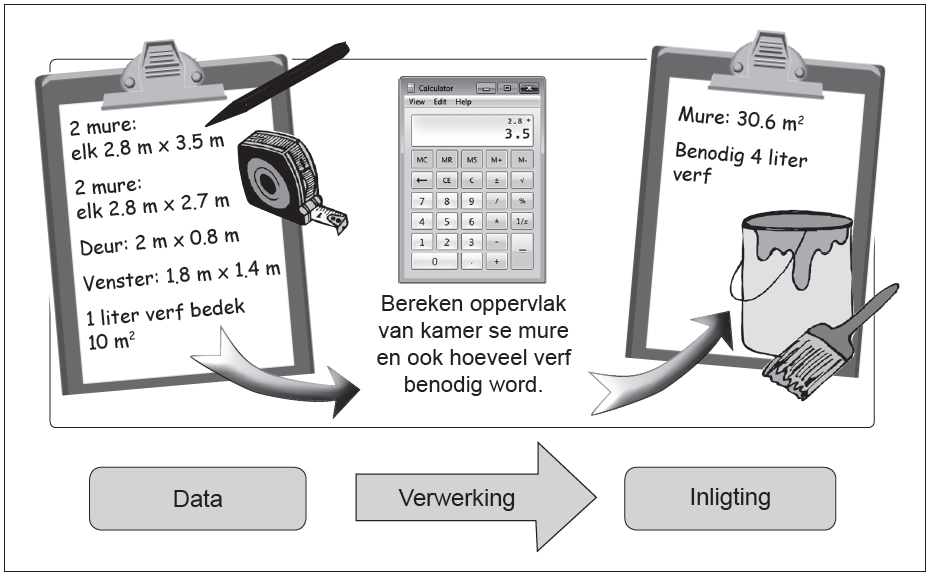 2 mure:
elk 2.8 m x 3.5 m
2 mure:
elk 2.8 m x 2.7 m
Deur: 2 m x 0.8 m
Venster: 1.8 m x 1.4 m
1 liter verf bedek
10 m²
Calculator
View Edit Help
2.8 *
3.5
MC MR MS M+ M-
← CE C ± √
7 8 9 / %
4 5 6 * 1/x
1 2 3 - =
0 . +
Bereken oppervlak
van kamer se mure
en ook hoeveel verf
benodig word.
Mure: 30.6 m²
Benodig 4 liter
verf
Data
Verwerking
Inligting